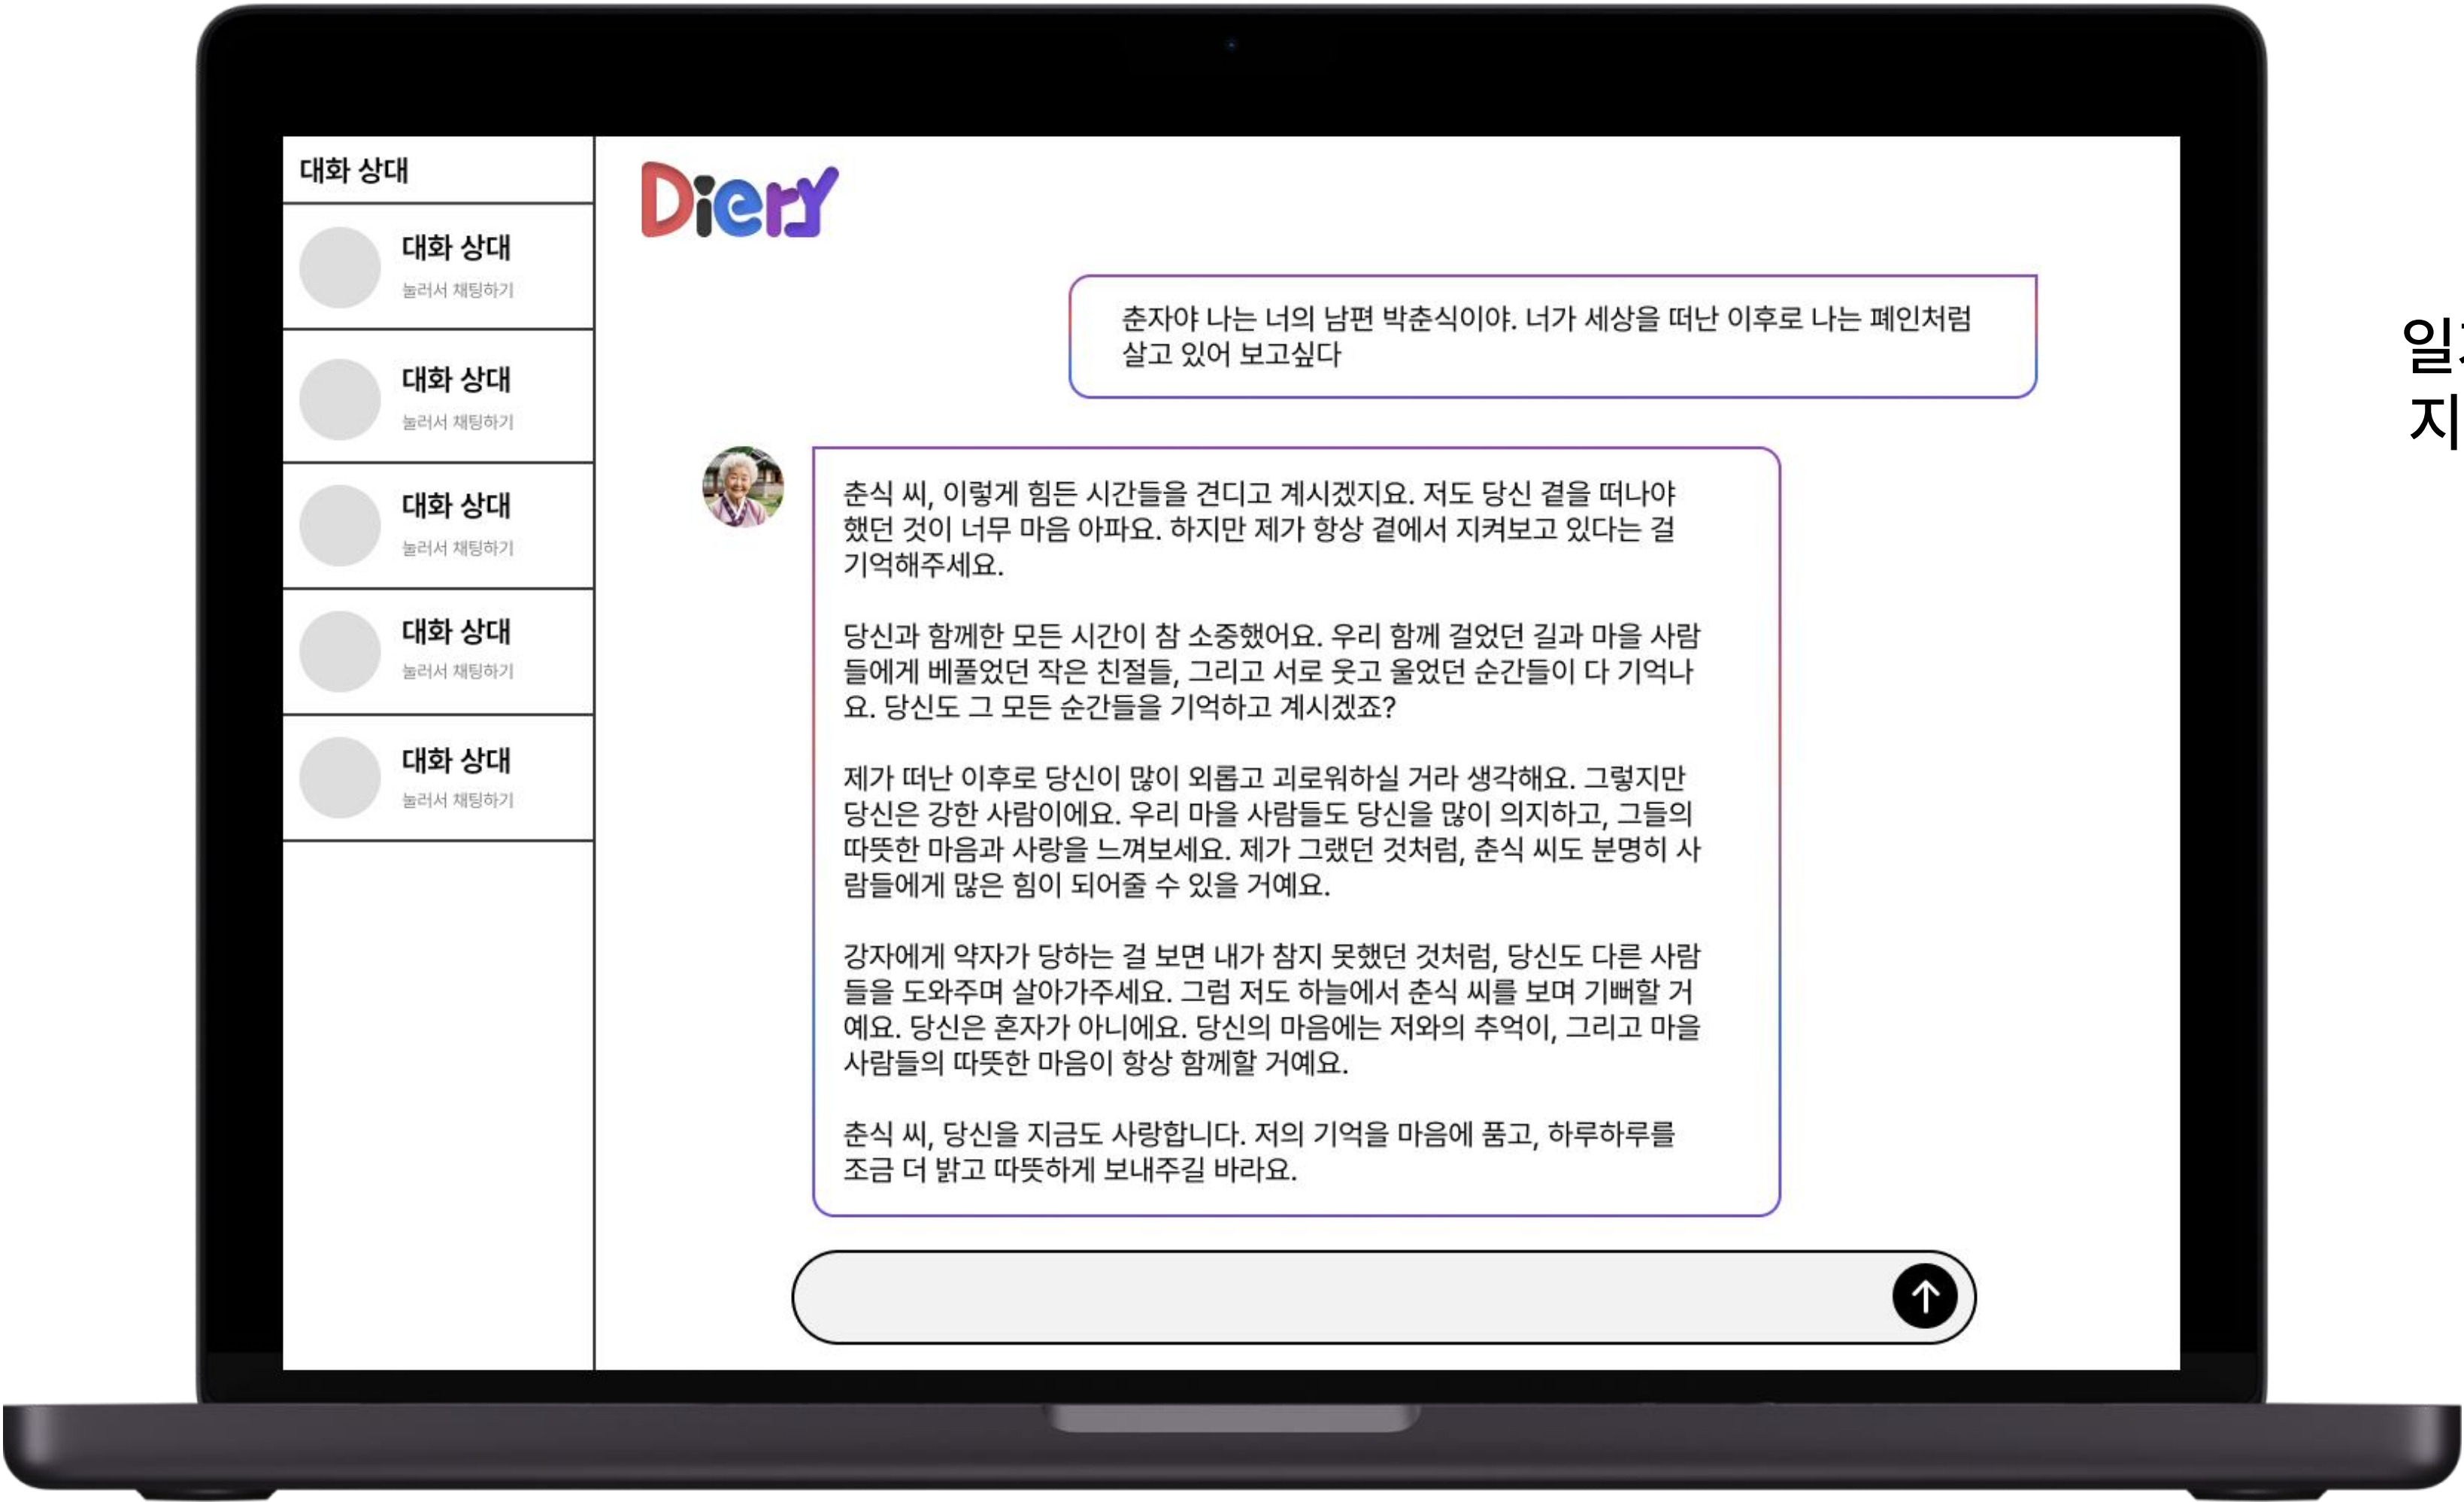 대화 상대
대화 상대
눌러서 채팅하기
대화 상대
눌러서 채팅하기
대화 상대
눌러서 채팅하기
대화 상대
눌러서 채팅하기
대화 상대
눌러서 채팅하기
Diery
춘자야 나는 너의 남편 박춘식이야. 너가 세상을 떠난 이후로 나는 폐인처럼
살고 있어 보고싶다
춘식 씨, 이렇게 힘든 시간들을 견디고 계시겠지요. 저도 당신 곁을 떠나야
했던 것이 너무 마음 아파요. 하지만 제가 항상 곁에서 지켜보고 있다는 걸
기억해주세요.
당신과 함께한 모든 시간이 참 소중했어요. 우리 함께 걸었던 길과 마을 사람
들에게 베풀었던 작은 친절들, 그리고 서로 웃고 울었던 순간들이 다 기억나
요. 당신도 그 모든 순간들을 기억하고 계시겠죠?
제가 떠난 이후로 당신이 많이 외롭고 괴로워하실 거라 생각해요. 그렇지만
당신은 강한 사람이에요. 우리 마을 사람들도 당신을 많이 의지하고, 그들의
따뜻한 마음과 사랑을 느껴보세요. 제가 그랬던 것처럼, 춘식 씨도 분명히 사
람들에게 많은 힘이 되어줄 수 있을 거예요.
강자에게 약자가 당하는 걸 보면 내가 참지 못했던 것처럼, 당신도 다른 사람
들을 도와주며 살아가주세요. 그럼 저도 하늘에서 춘식 씨를 보며 기뻐할 거
예요. 당신은 혼자가 아니에요. 당신의 마음에는 저와의 추억이, 그리고 마을
사람들의 따뜻한 마음이 항상 함께할 거예요.
춘식 씨, 당신을 지금도 사랑합니다. 저의 기억을 마음에 품고, 하루하루를
조금 더 밝고 따뜻하게 보내주길 바라요.
지